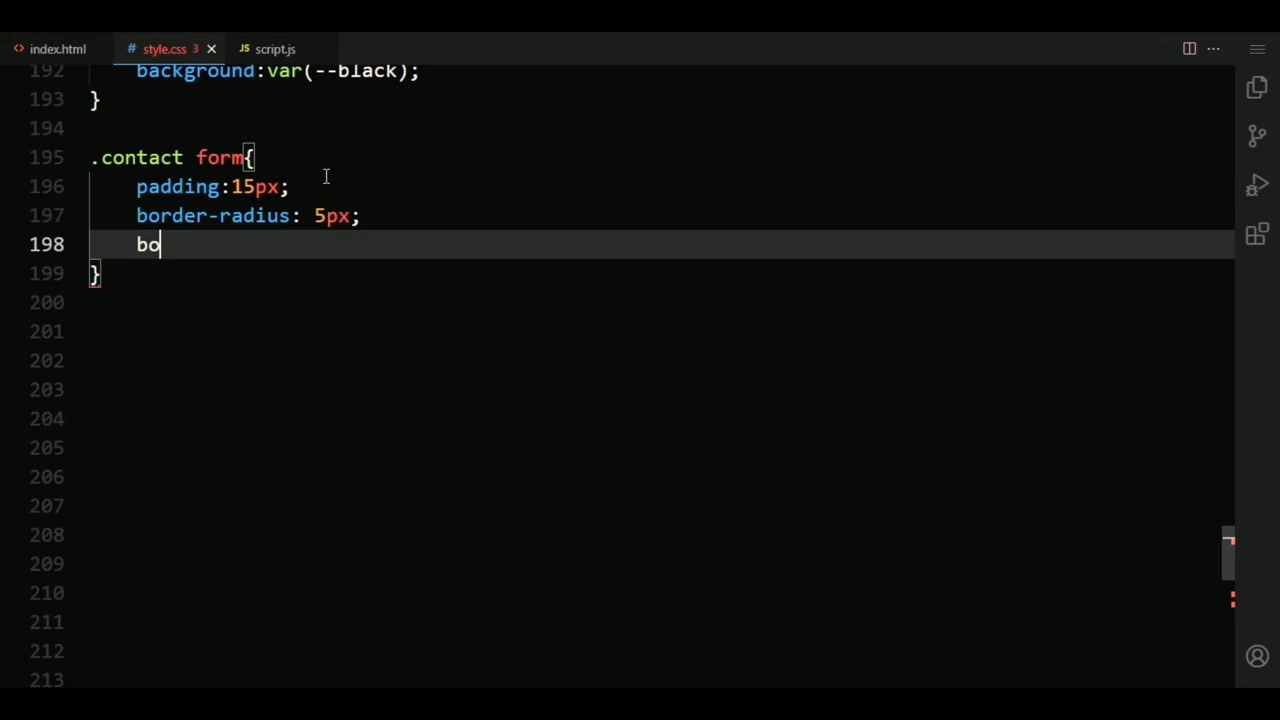 index.html
style.css 3
script.js
192 background:var(--black);
193 }
194
195 .contact form{
196 padding:15px;
197 border-radius: 5px;
198 bo
199 }
200
201
202
203
204
205
206
207
208
209
210
211
212
213